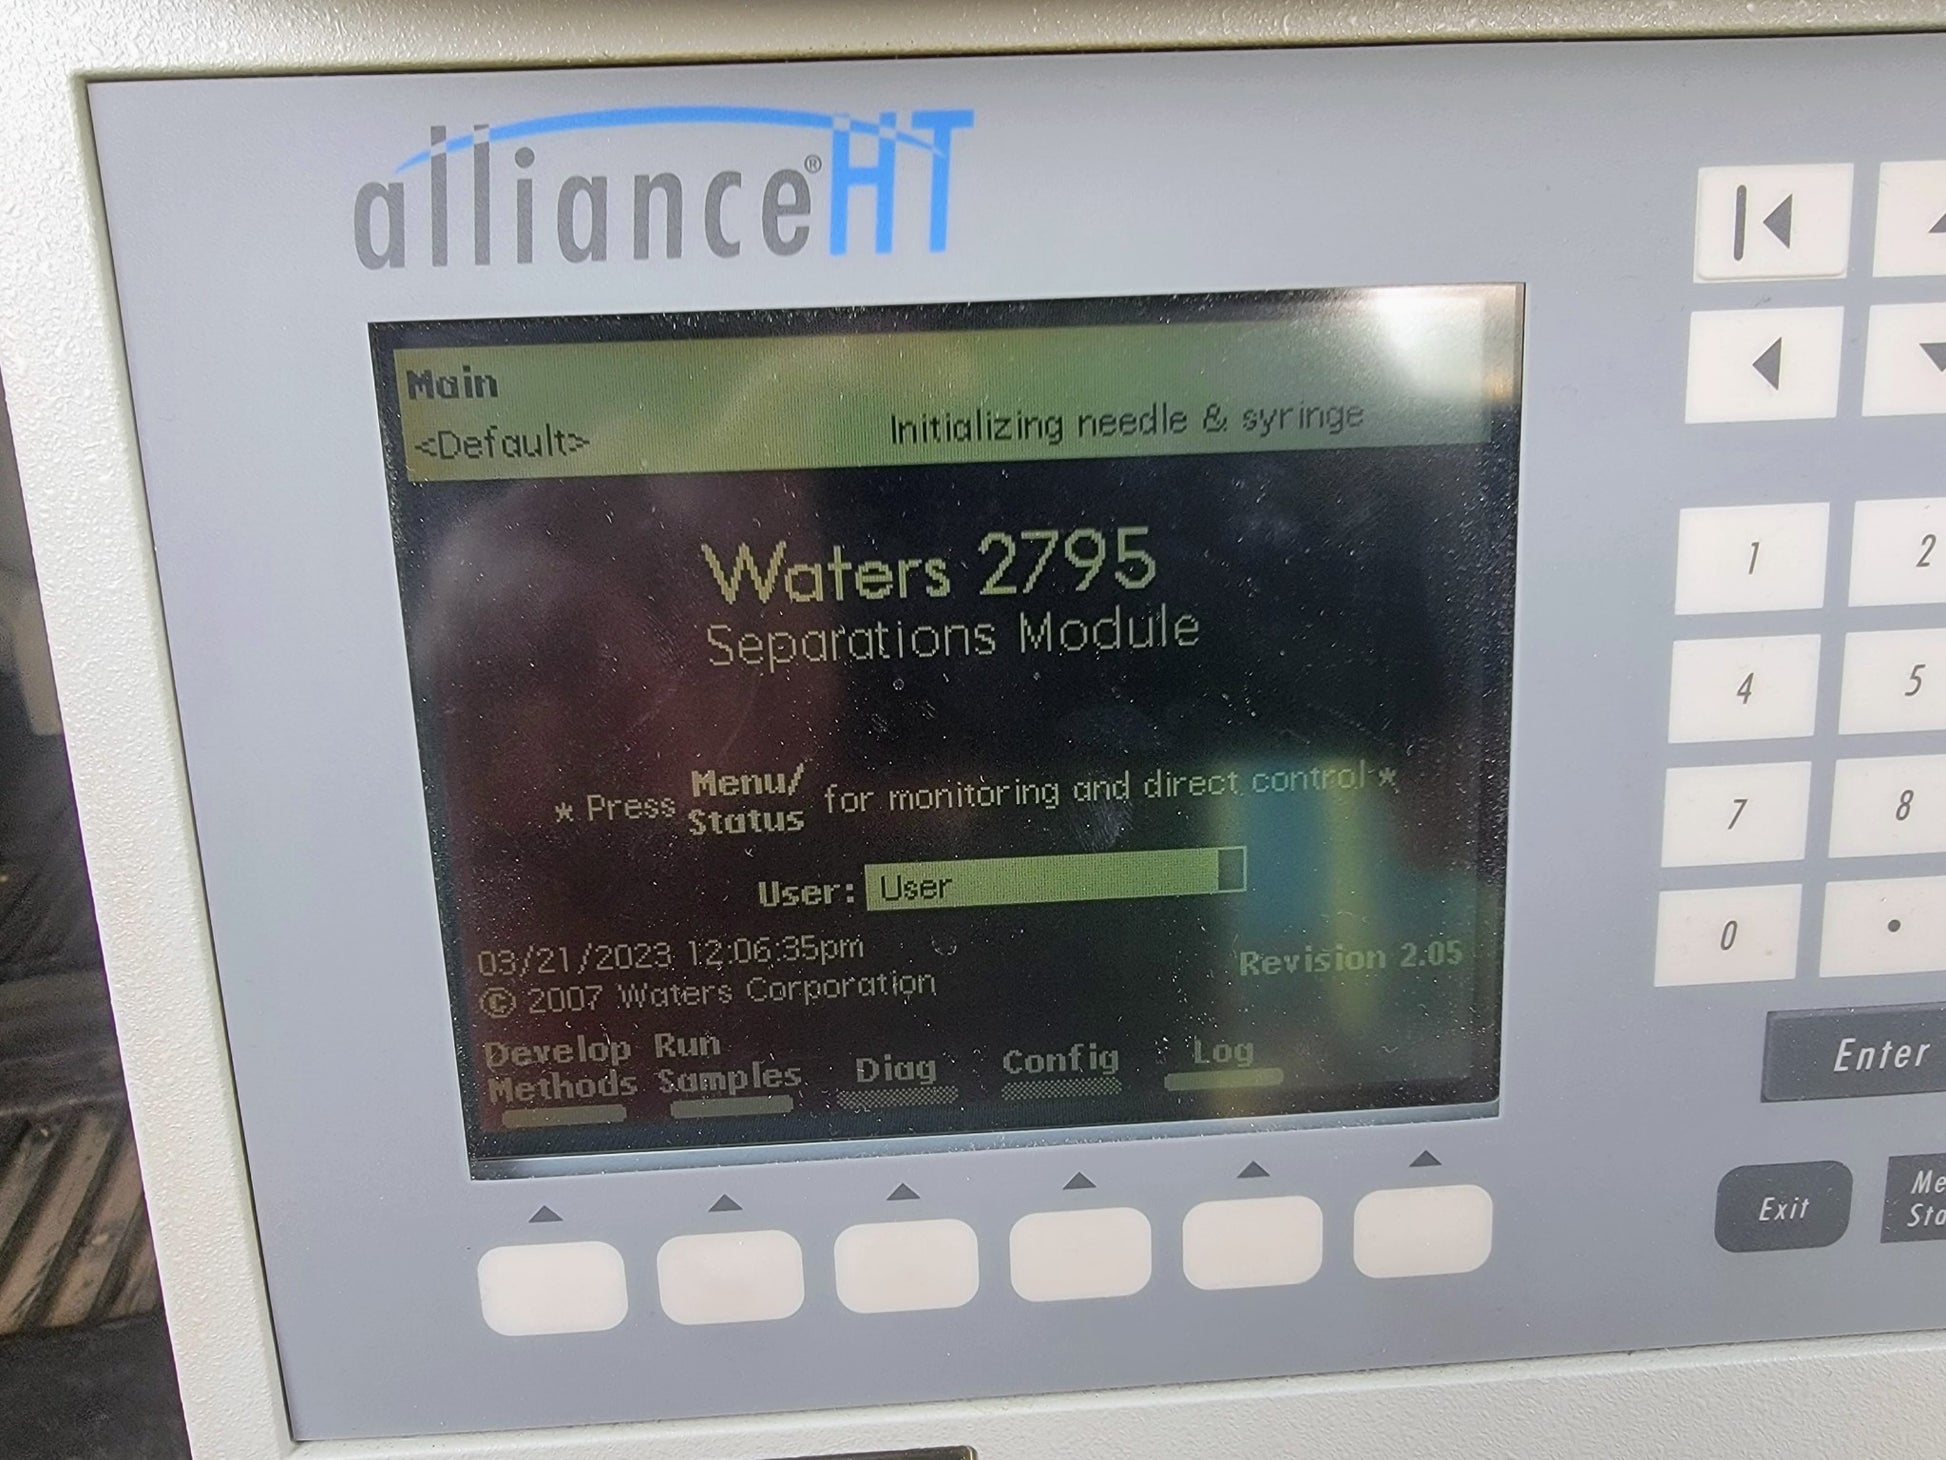 alliance®HT
Main
<Default>
Initializing needle & syringe
Waters 2795
Separations Module
* Press Menu/
Status for monitoring and direct control *
User: User
03/21/2023 12:06:35pm
Revision 2.05
© 2007 Waters Corporation
Develop Methods
Run Samples
Diag
Config
Log
1
2
4
5
7
8
0
.
Enter
Exit